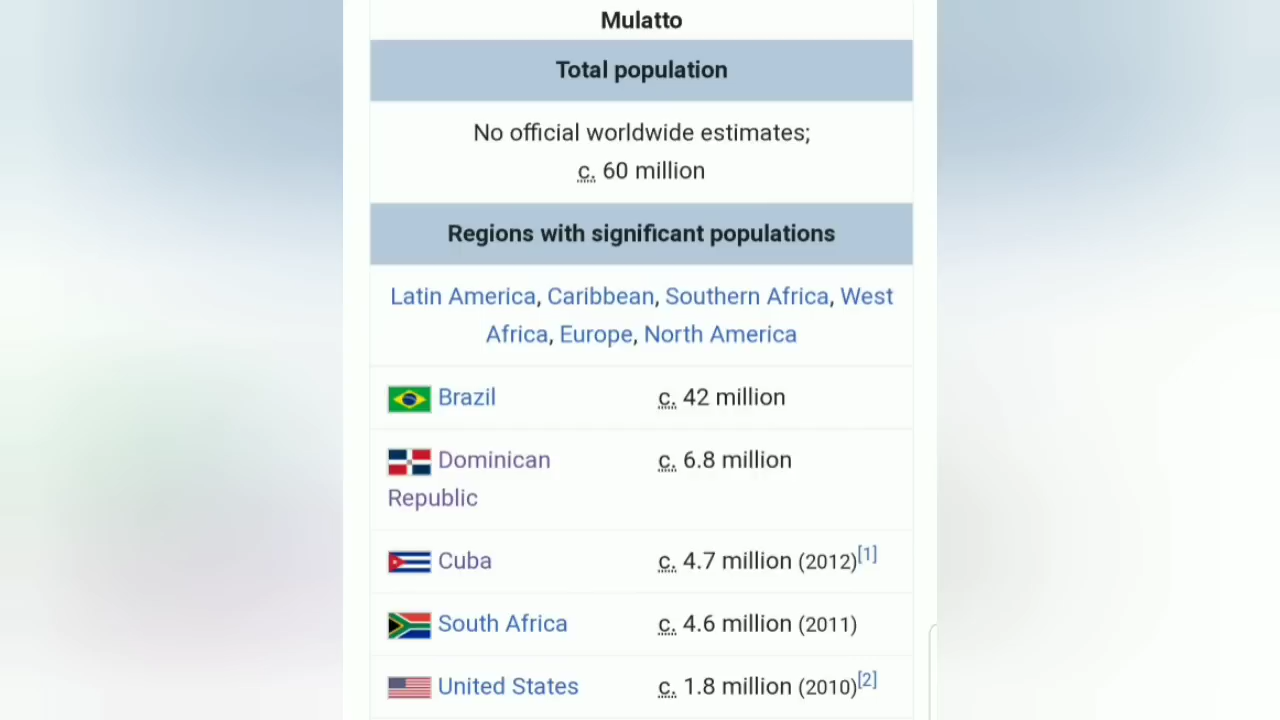 Mulatto
Total population
No official worldwide estimates;
c. 60 million
Regions with significant populations
Latin America, Caribbean, Southern Africa, West
Africa, Europe, North America
Brazil c. 42 million
Dominican c. 6.8 million
Republic
Cuba c. 4.7 million (2012)[1]
South Africa c. 4.6 million (2011)
United States c. 1.8 million (2010)[2]